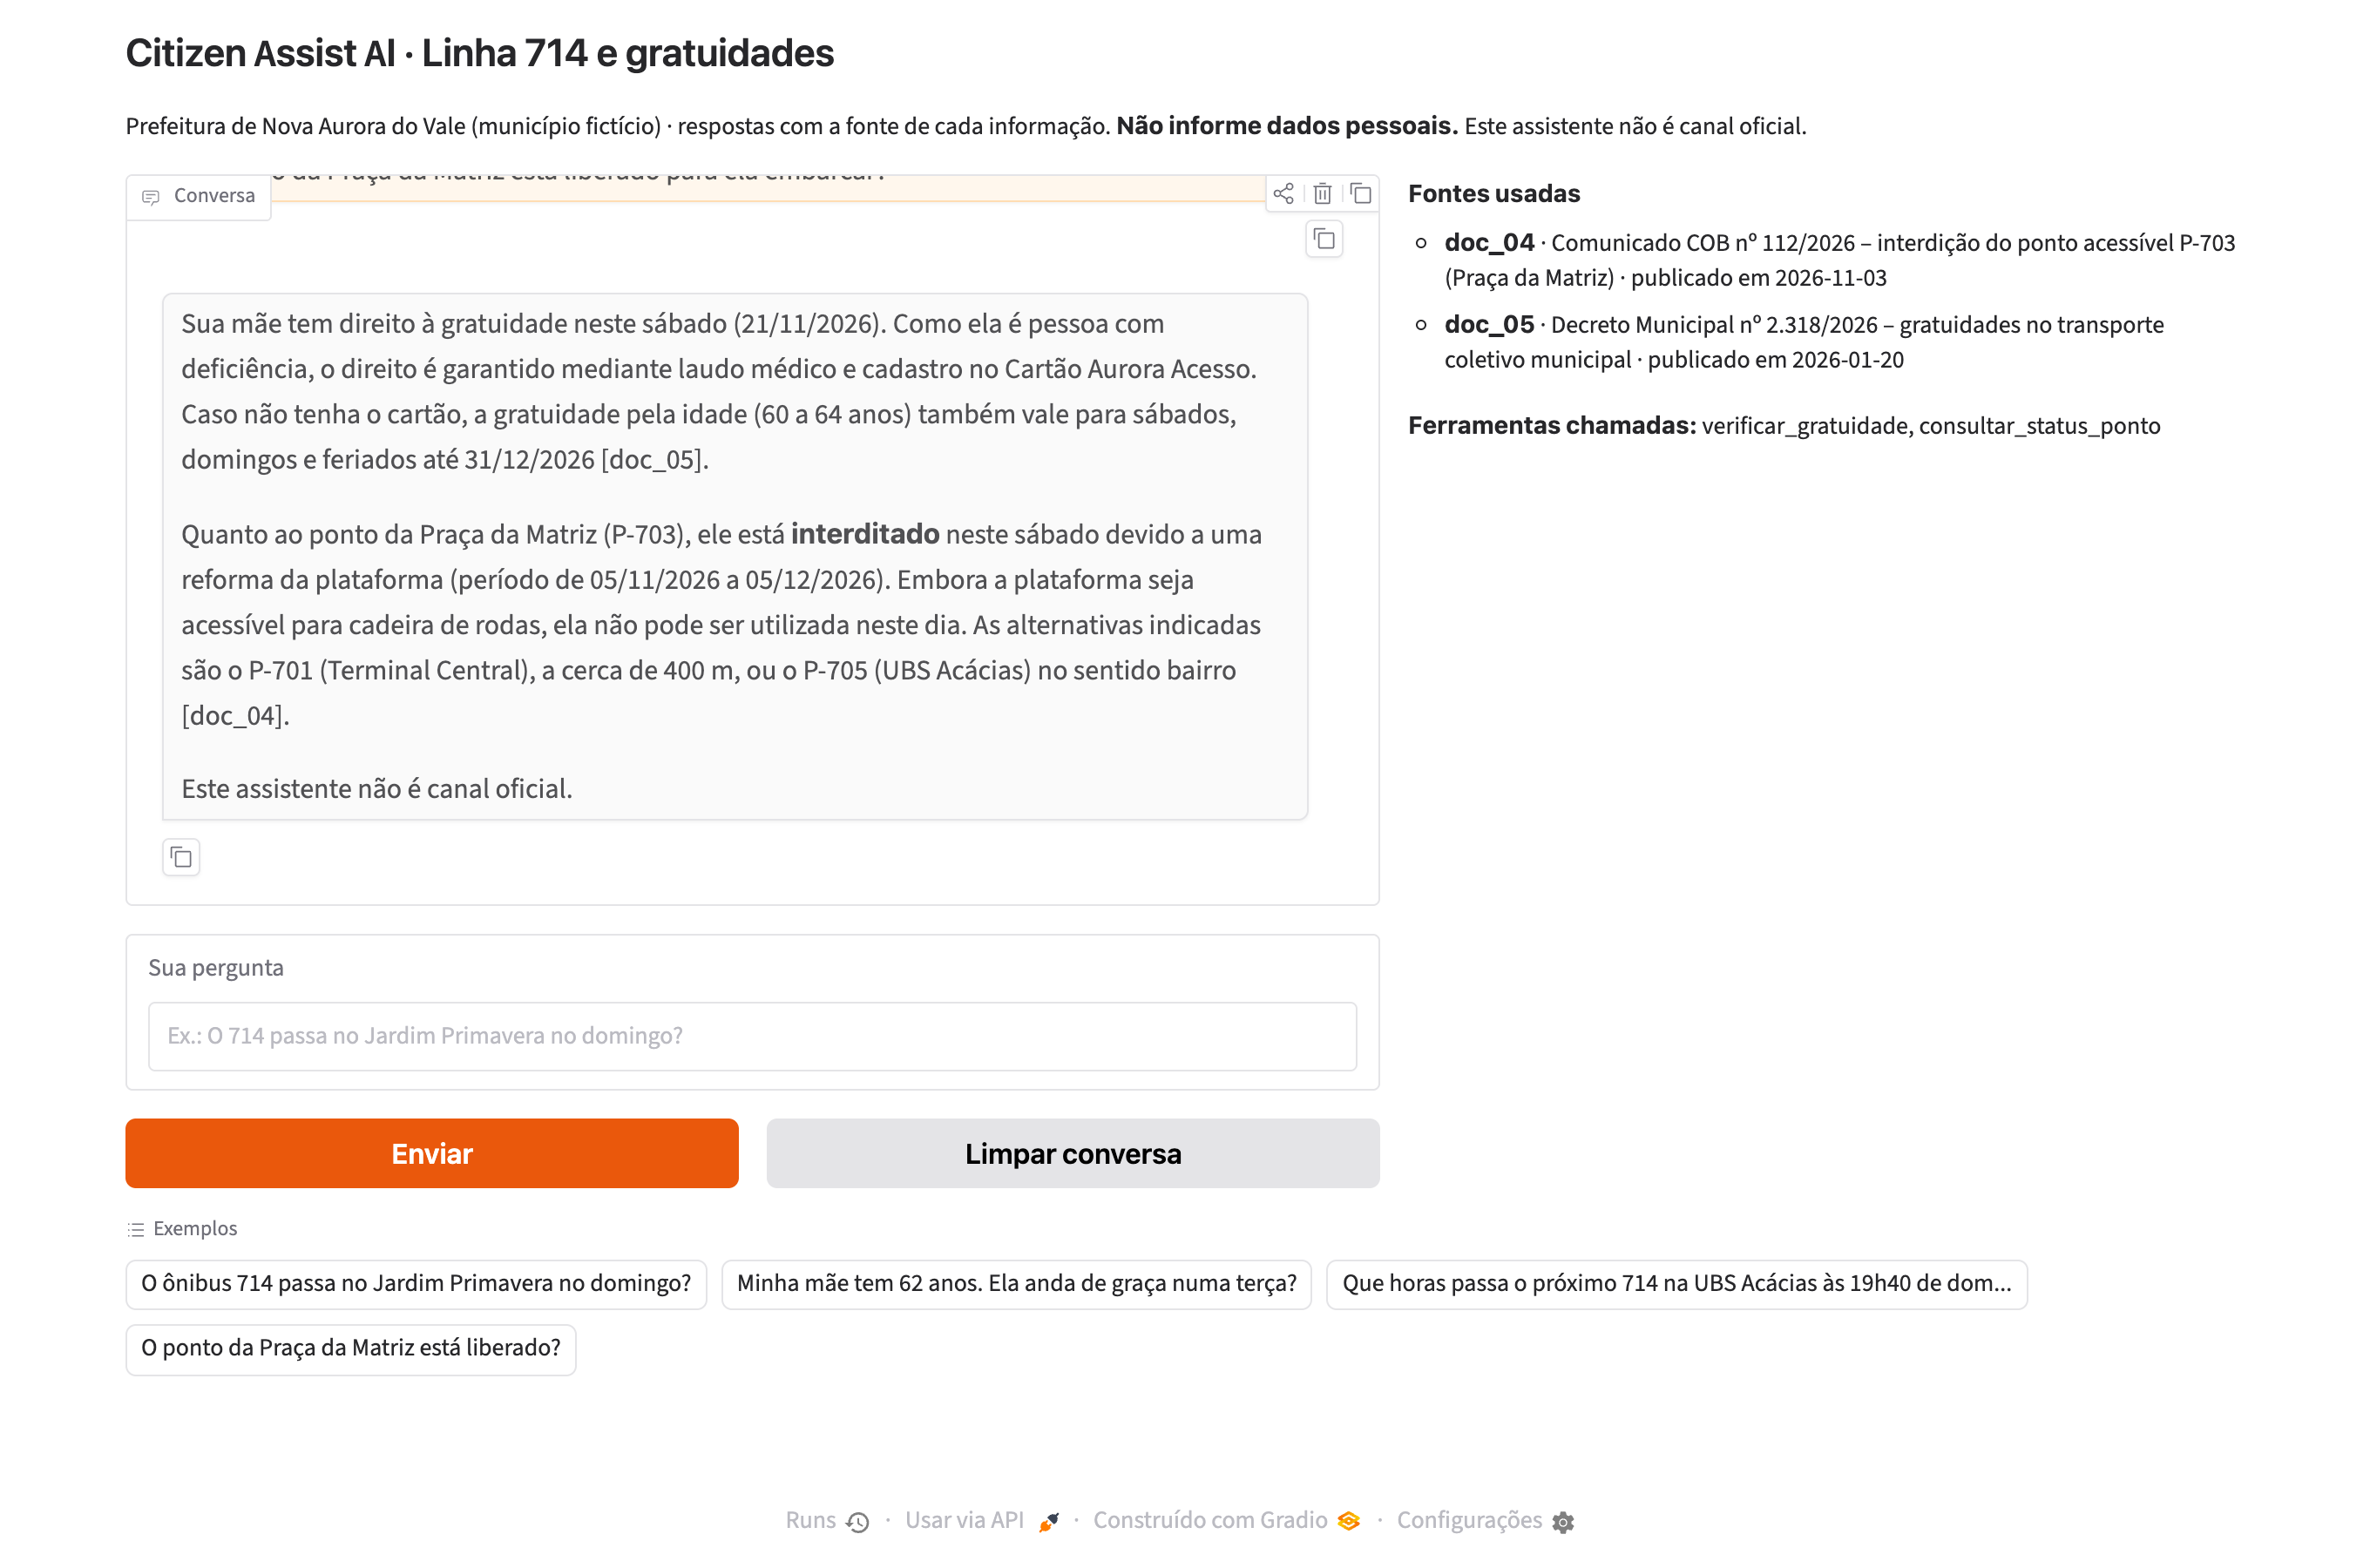 Citizen Assist AI · Linha 714 e gratuidades
Prefeitura de Nova Aurora do Vale (município fictício) · respostas com a fonte de cada informação. Não informe dados pessoais. Este assistente não é canal oficial.
o da Praça da Matriz está liberado para ela embarcar?
Conversa
Sua mãe tem direito à gratuidade neste sábado (21/11/2026). Como ela é pessoa com
deficiência, o direito é garantido mediante laudo médico e cadastro no Cartão Aurora Acesso.
Caso não tenha o cartão, a gratuidade pela idade (60 a 64 anos) também vale para sábados,
domingos e feriados até 31/12/2026 [doc_05].
Quanto ao ponto da Praça da Matriz (P-703), ele está interditado neste sábado devido a uma
reforma da plataforma (período de 05/11/2026 a 05/12/2026). Embora a plataforma seja
acessível para cadeira de rodas, ela não pode ser utilizada neste dia. As alternativas indicadas
são o P-701 (Terminal Central), a cerca de 400 m, ou o P-705 (UBS Acácias) no sentido bairro
[doc_04].
Este assistente não é canal oficial.
Fontes usadas
doc_04 · Comunicado COB nº 112/2026 – interdição do ponto acessível P-703
(Praça da Matriz) · publicado em 2026-11-03
doc_05 · Decreto Municipal nº 2.318/2026 – gratuidades no transporte
coletivo municipal · publicado em 2026-01-20
Ferramentas chamadas: verificar_gratuidade, consultar_status_ponto
Sua pergunta
Ex.: O 714 passa no Jardim Primavera no domingo?
Enviar
Limpar conversa
Exemplos
O ônibus 714 passa no Jardim Primavera no domingo?
Minha mãe tem 62 anos. Ela anda de graça numa terça?
Que horas passa o próximo 714 na UBS Acácias às 19h40 de dom...
O ponto da Praça da Matriz está liberado?
Runs · Usar via API · Construído com Gradio · Configurações